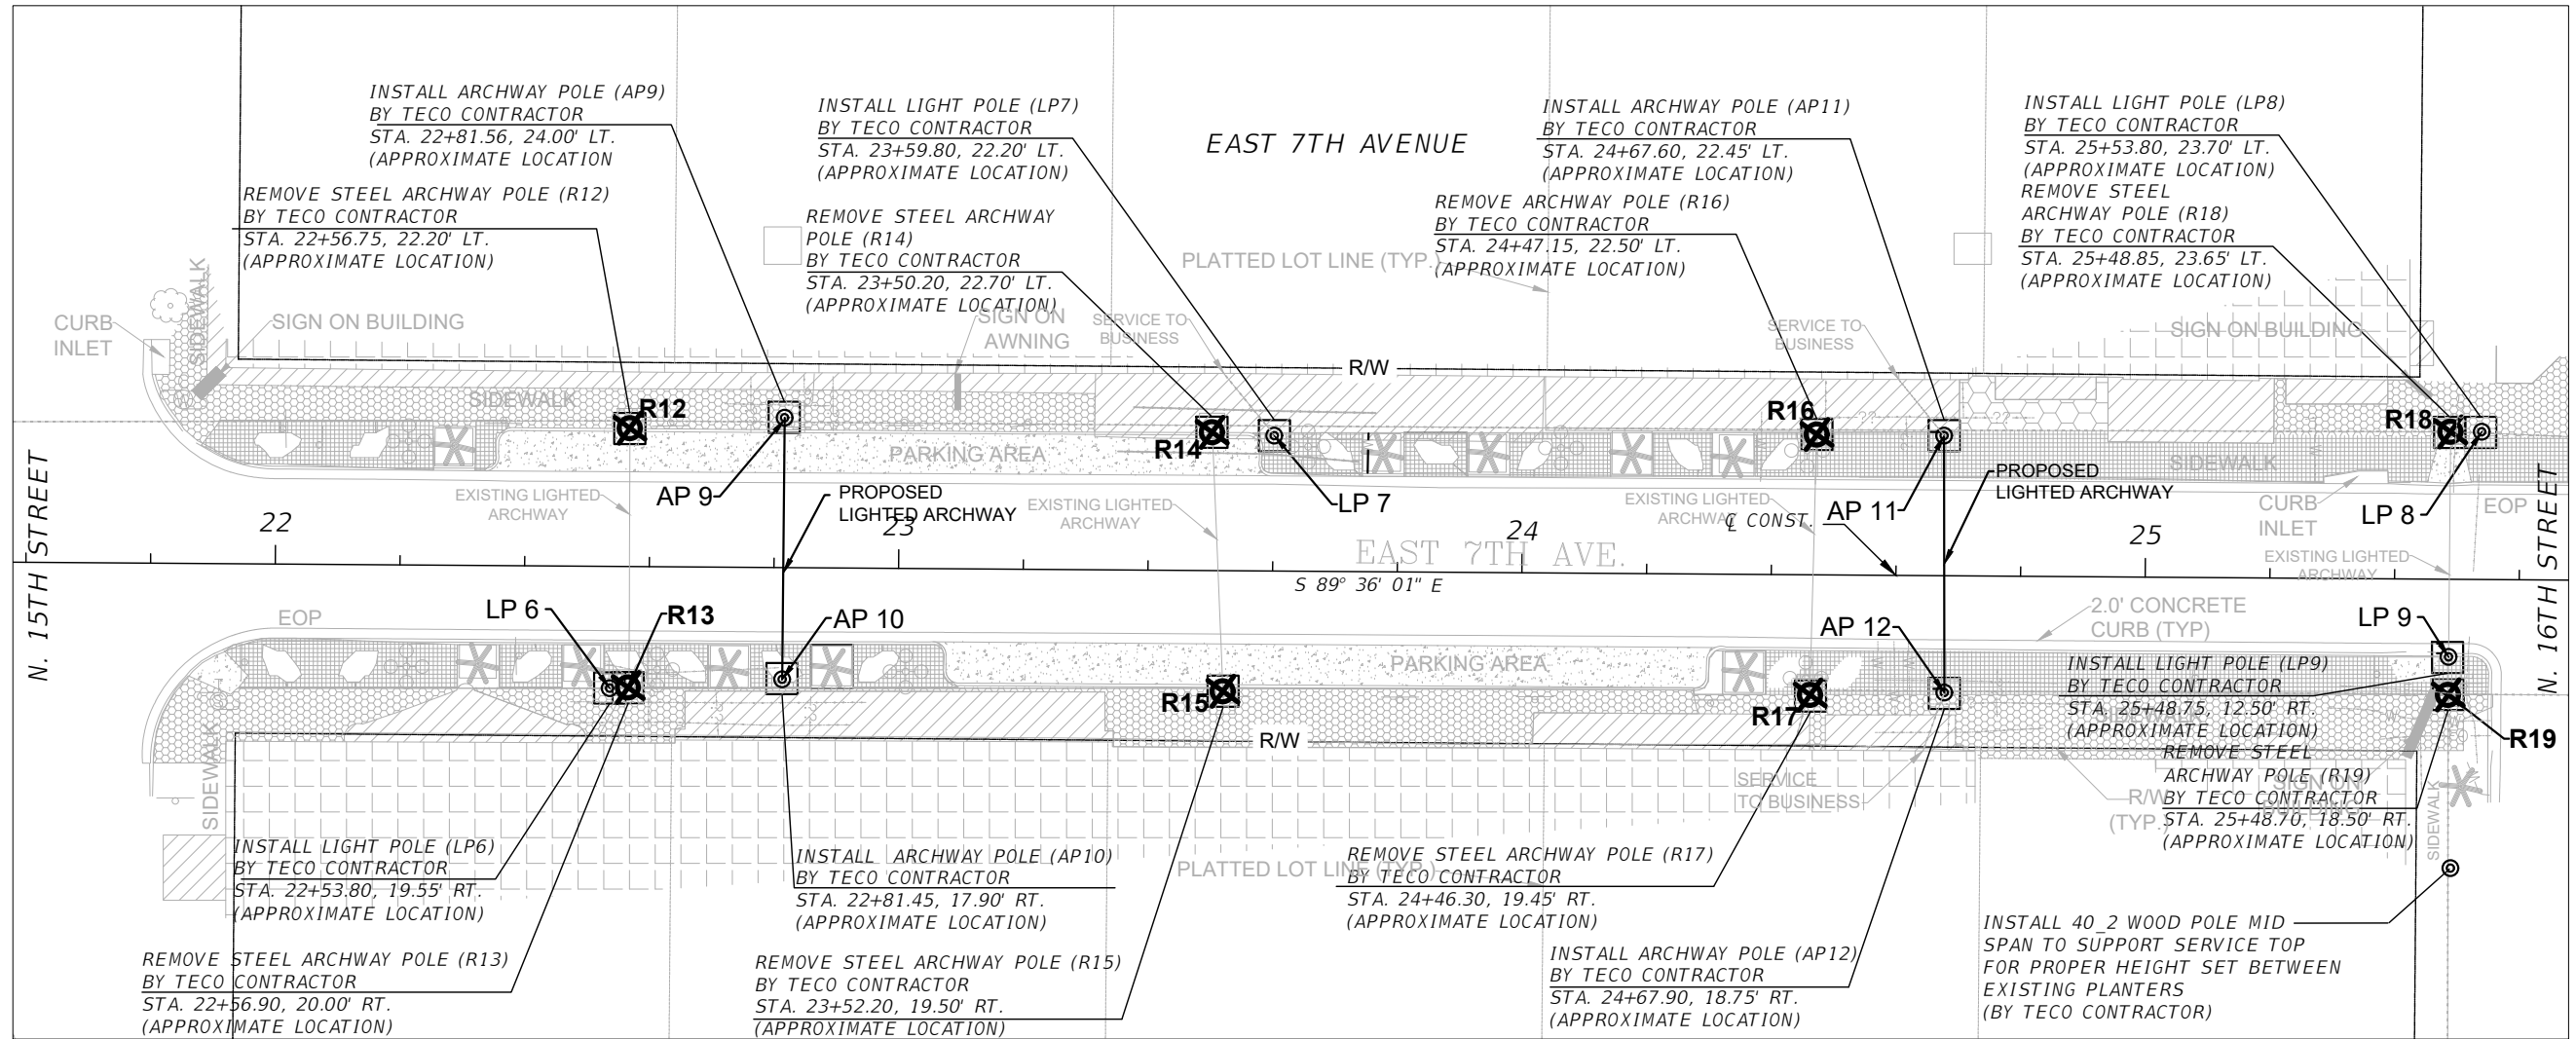 INSTALL ARCHWAY POLE (AP9)
BY TECO CONTRACTOR
STA. 22+81.56, 24.00' LT.
(APPROXIMATE LOCATION
INSTALL LIGHT POLE (LP7)
BY TECO CONTRACTOR
STA. 23+59.80, 22.20' LT.
(APPROXIMATE LOCATION)
EAST 7TH AVENUE
INSTALL ARCHWAY POLE (AP11)
BY TECO CONTRACTOR
STA. 24+67.60, 22.45' LT.
(APPROXIMATE LOCATION)
INSTALL LIGHT POLE (LP8)
BY TECO CONTRACTOR
STA. 25+53.80, 23.70' LT.
(APPROXIMATE LOCATION)
REMOVE STEEL ARCHWAY POLE (R12)
BY TECO CONTRACTOR
STA. 22+56.75, 22.20' LT.
(APPROXIMATE LOCATION)
REMOVE STEEL ARCHWAY
POLE (R14)
BY TECO CONTRACTOR
STA. 23+50.20, 22.70' LT.
(APPROXIMATE LOCATION)
REMOVE ARCHWAY POLE (R16)
BY TECO CONTRACTOR
STA. 24+47.15, 22.50' LT.
(APPROXIMATE LOCATION)
REMOVE STEEL
ARCHWAY POLE (R18)
BY TECO CONTRACTOR
STA. 25+48.85, 23.65' LT.
(APPROXIMATE LOCATION)
PLATTED LOT LINE (TYP.)
CURB
INLET
SIDEWALK
SIGN ON BUILDING
SIGN ON
AWNING
SERVICE TO
BUSINESS
SERVICE TO
BUSINESS
SIGN ON BUILDING
R/W
SIDEWALK
R12
R14
R16
R18
PARKING AREA
SIDEWALK
AP 9
LP 7
AP 11
LP 8
EXISTING LIGHTED
ARCHWAY
PROPOSED
LIGHTED ARCHWAY
EXISTING LIGHTED
ARCHWAY
EXISTING LIGHTED
ARCHWAY
PROPOSED
LIGHTED ARCHWAY
CURB
INLET
EOP
EXISTING LIGHTED
ARCHWAY
N. 15TH STREET
22
23
24
25
℄ CONST.
EAST 7TH AVE.
S 89° 36' 01" E
N. 16TH STREET
EOP
LP 6
R13
AP 10
AP 12
2.0' CONCRETE
CURB (TYP)
LP 9
PARKING AREA
R15
R17
R19
INSTALL LIGHT POLE (LP9)
BY TECO CONTRACTOR
STA. 25+48.75, 12.50' RT.
(APPROXIMATE LOCATION)
SIDEWALK
R/W
REMOVE STEEL
ARCHWAY POLE (R19)
BY TECO CONTRACTOR
STA. 25+48.70, 18.50' RT.
(APPROXIMATE LOCATION)
SIGN ON
BUILDING
R/W
(TYP.)
SERVICE
TO BUSINESS
SIDEWALK
SIDEWALK
INSTALL LIGHT POLE (LP6)
BY TECO CONTRACTOR
STA. 22+53.80, 19.55' RT.
(APPROXIMATE LOCATION)
INSTALL ARCHWAY POLE (AP10)
BY TECO CONTRACTOR
STA. 22+81.45, 17.90' RT.
(APPROXIMATE LOCATION)
PLATTED LOT LINE (TYP.)
REMOVE STEEL ARCHWAY POLE (R17)
BY TECO CONTRACTOR
STA. 24+46.30, 19.45' RT.
(APPROXIMATE LOCATION)
REMOVE STEEL ARCHWAY POLE (R13)
BY TECO CONTRACTOR
STA. 22+56.90, 20.00' RT.
(APPROXIMATE LOCATION)
REMOVE STEEL ARCHWAY POLE (R15)
BY TECO CONTRACTOR
STA. 23+52.20, 19.50' RT.
(APPROXIMATE LOCATION)
INSTALL ARCHWAY POLE (AP12)
BY TECO CONTRACTOR
STA. 24+67.90, 18.75' RT.
(APPROXIMATE LOCATION)
INSTALL 40_2 WOOD POLE MID
SPAN TO SUPPORT SERVICE TOP
FOR PROPER HEIGHT SET BETWEEN
EXISTING PLANTERS
(BY TECO CONTRACTOR)